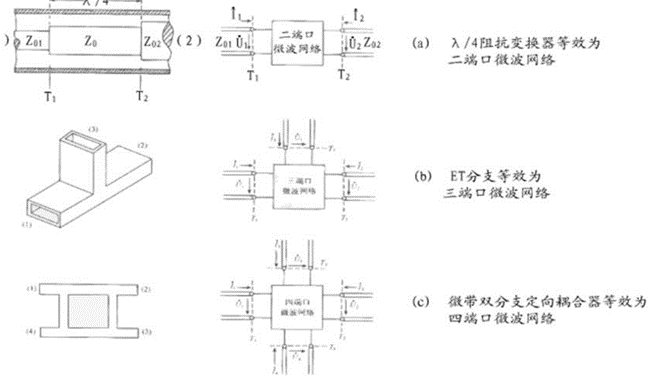 λ/4
) Z01 Z0 Z02 (2)
T1 T2
İ1 İ2
Z01 U̇1 二端口 微波网络 U̇2 Z02
T1 T2
(a) λ/4阻抗变换器等效为
二端口微波网络
(3)
(2)
(1)
三端口
微波网络
(b) ET分支等效为
三端口微波网络
(1) (2)
(4) (3)
四端口
微波网络
(c) 微带双分支定向耦合器等效为
四端口微波网络